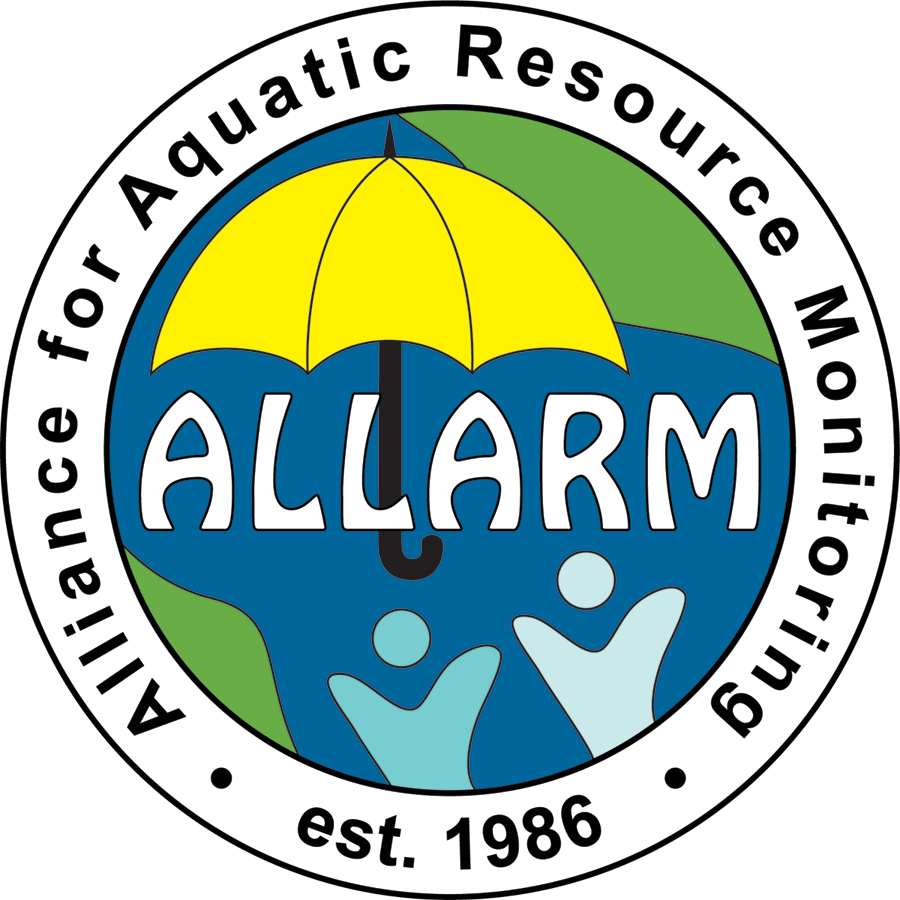 Alliance for Aquatic Resource Monitoring
ALLARM
est. 1986